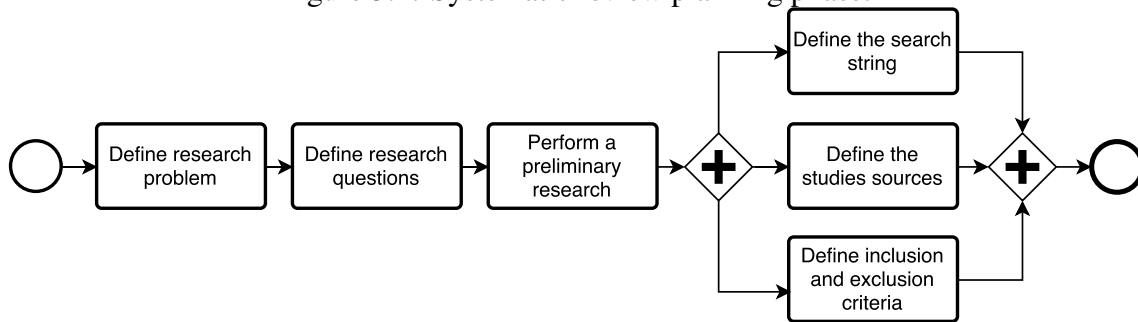 Define the search
string
Define research
problem
Define research
questions
Perform a
preliminary
research
Define the
studies sources
Define inclusion
and exclusion
criteria